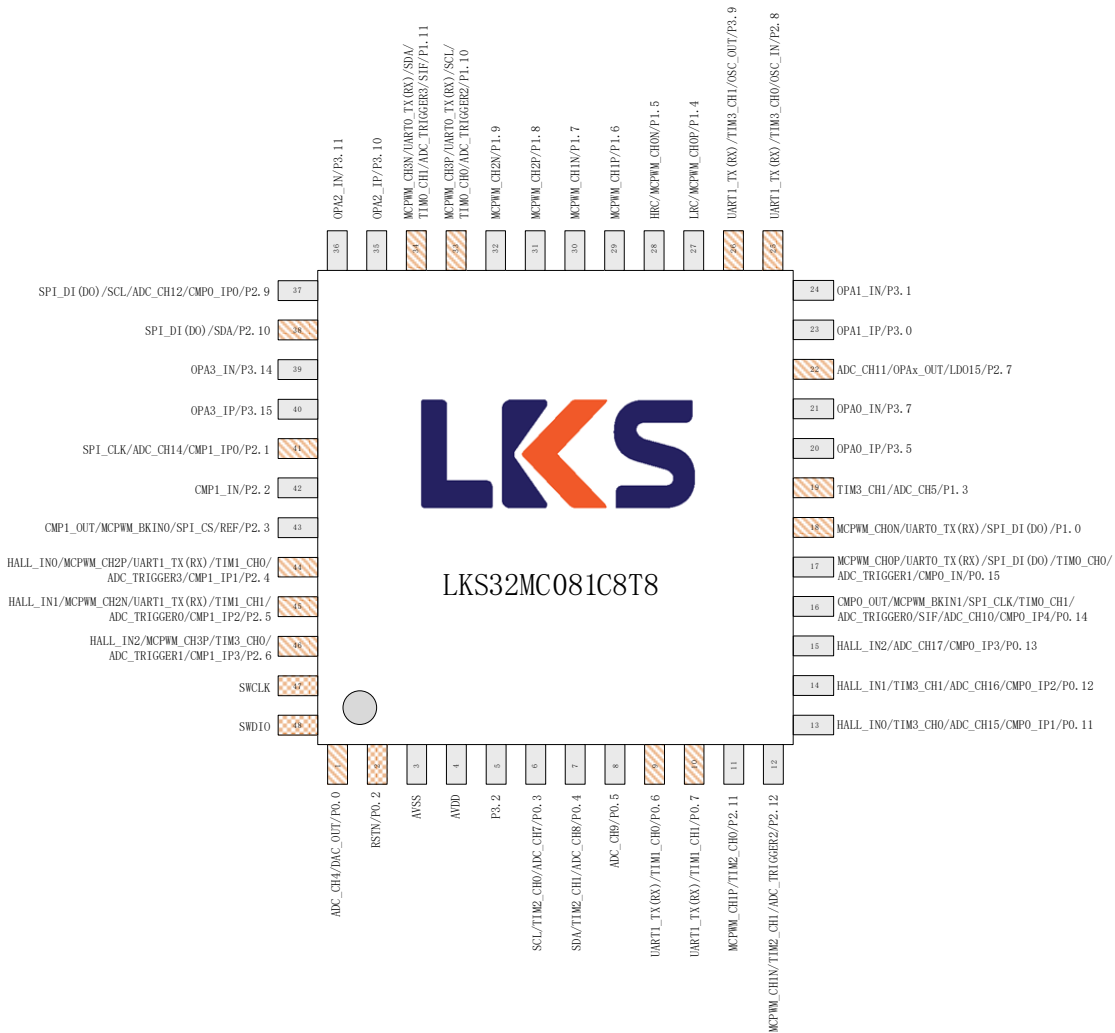 MCPWM_CH3N/UART0_TX(RX)/SDA/
TIM0_CH1/ADC_TRIGGER3/SIF/P1.11
MCPWM_CH3P/UART0_TX(RX)/SCL/
TIM0_CH0/ADC_TRIGGER2/P1.10
UART1_TX(RX)/TIM3_CH1/OSC_OUT/P3.9
UART1_TX(RX)/TIM3_CH0/OSC_IN/P2.8
OPA2_IN/P3.11
OPA2_IP/P3.10
MCPWM_CH2N/P1.9
MCPWM_CH2P/P1.8
MCPWM_CH1N/P1.7
MCPWM_CH1P/P1.6
HRC/MCPWM_CH0N/P1.5
LRC/MCPWM_CH0P/P1.4
36
35
34
33
32
31
30
29
28
27
26
25
SPI_DI(DO)/SCL/ADC_CH12/CMP0_IP0/P2.9
37
24
OPA1_IN/P3.1
SPI_DI(DO)/SDA/P2.10
38
23
OPA1_IP/P3.0
OPA3_IN/P3.14
39
22
ADC_CH11/OPAx_OUT/LDO15/P2.7
OPA3_IP/P3.15
40
21
OPA0_IN/P3.7
SPI_CLK/ADC_CH14/CMP1_IP0/P2.1
41
20
OPA0_IP/P3.5
CMP1_IN/P2.2
42
19
TIM3_CH1/ADC_CH5/P1.3
CMP1_OUT/MCPWM_BKIN0/SPI_CS/REF/P2.3
43
18
MCPWM_CH0N/UART0_TX(RX)/SPI_DI(DO)/P1.0
HALL_IN0/MCPWM_CH2P/UART1_TX(RX)/TIM1_CH0/
ADC_TRIGGER3/CMP1_IP1/P2.4
44
17
MCPWM_CH0P/UART0_TX(RX)/SPI_DI(DO)/TIM0_CH0/
ADC_TRIGGER1/CMP0_IN/P0.15
HALL_IN1/MCPWM_CH2N/UART1_TX(RX)/TIM1_CH1/
ADC_TRIGGER0/CMP1_IP2/P2.5
45
16
CMP0_OUT/MCPWM_BKIN1/SPI_CLK/TIM0_CH1/
ADC_TRIGGER0/SIF/ADC_CH10/CMP0_IP4/P0.14
HALL_IN2/MCPWM_CH3P/TIM3_CH0/
ADC_TRIGGER1/CMP1_IP3/P2.6
46
15
HALL_IN2/ADC_CH17/CMP0_IP3/P0.13
SWCLK
47
14
HALL_IN1/TIM3_CH1/ADC_CH16/CMP0_IP2/P0.12
SWDIO
48
13
HALL_IN0/TIM3_CH0/ADC_CH15/CMP0_IP1/P0.11
LKS
LKS32MC081C8T8
1
2
3
4
5
6
7
8
9
10
11
12
ADC_CH4/DAC_OUT/P0.0
RSTN/P0.2
AVSS
AVDD
P3.2
SCL/TIM2_CH0/ADC_CH7/P0.3
SDA/TIM2_CH1/ADC_CH8/P0.4
ADC_CH9/P0.5
UART1_TX(RX)/TIM1_CH0/P0.6
UART1_TX(RX)/TIM1_CH1/P0.7
MCPWM_CH1P/TIM2_CH0/P2.11
MCPWM_CH1N/TIM2_CH1/ADC_TRIGGER2/P2.12